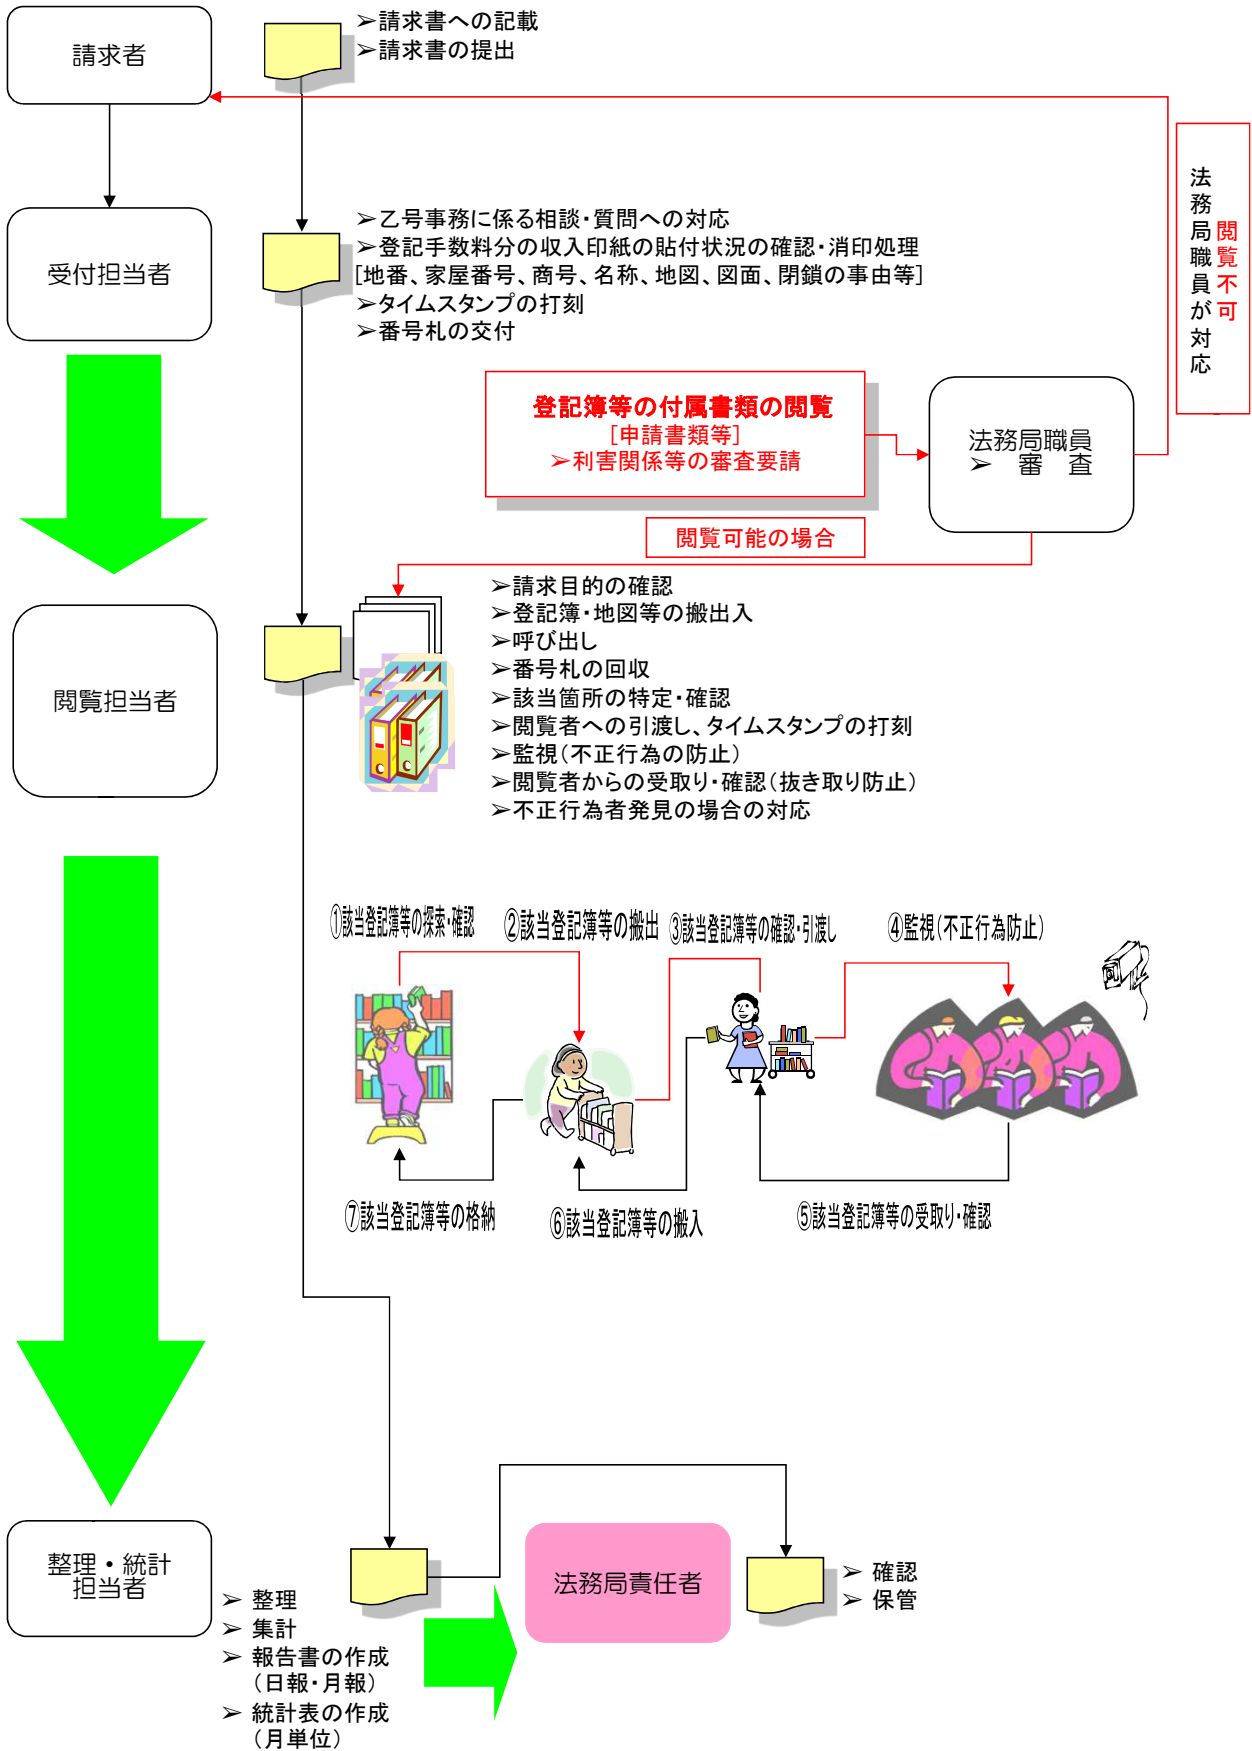 請求者
➢請求書への記載
➢請求書の提出
受付担当者
➢乙号事務に係る相談・質問への対応
➢登記手数料分の収入印紙の貼付状況の確認・消印処理
[地番、家屋番号、商号、名称、地図、図面、閉鎖の事由等]
➢タイムスタンプの打刻
➢番号札の交付
閲覧不可
法務局職員が対応
登記簿等の付属書類の閲覧
[申請書類等]
➢利害関係等の審査要請
法務局職員
➢ 審 査
閲覧可能の場合
閲覧担当者
➢請求目的の確認
➢登記簿・地図等の搬出入
➢呼び出し
➢番号札の回収
➢該当箇所の特定・確認
➢閲覧者への引渡し、タイムスタンプの打刻
➢監視(不正行為の防止)
➢閲覧者からの受取り・確認(抜き取り防止)
➢不正行為者発見の場合の対応
①該当登記簿等の探索・確認
②該当登記簿等の搬出
③該当登記簿等の確認・引渡し
④監視(不正行為防止)
⑦該当登記簿等の格納
⑥該当登記簿等の搬入
⑤該当登記簿等の受取り・確認
整理・統計
担当者
➢ 整理
➢ 集計
➢ 報告書の作成
(日報・月報)
➢ 統計表の作成
(月単位)
法務局責任者
➢ 確認
➢ 保管